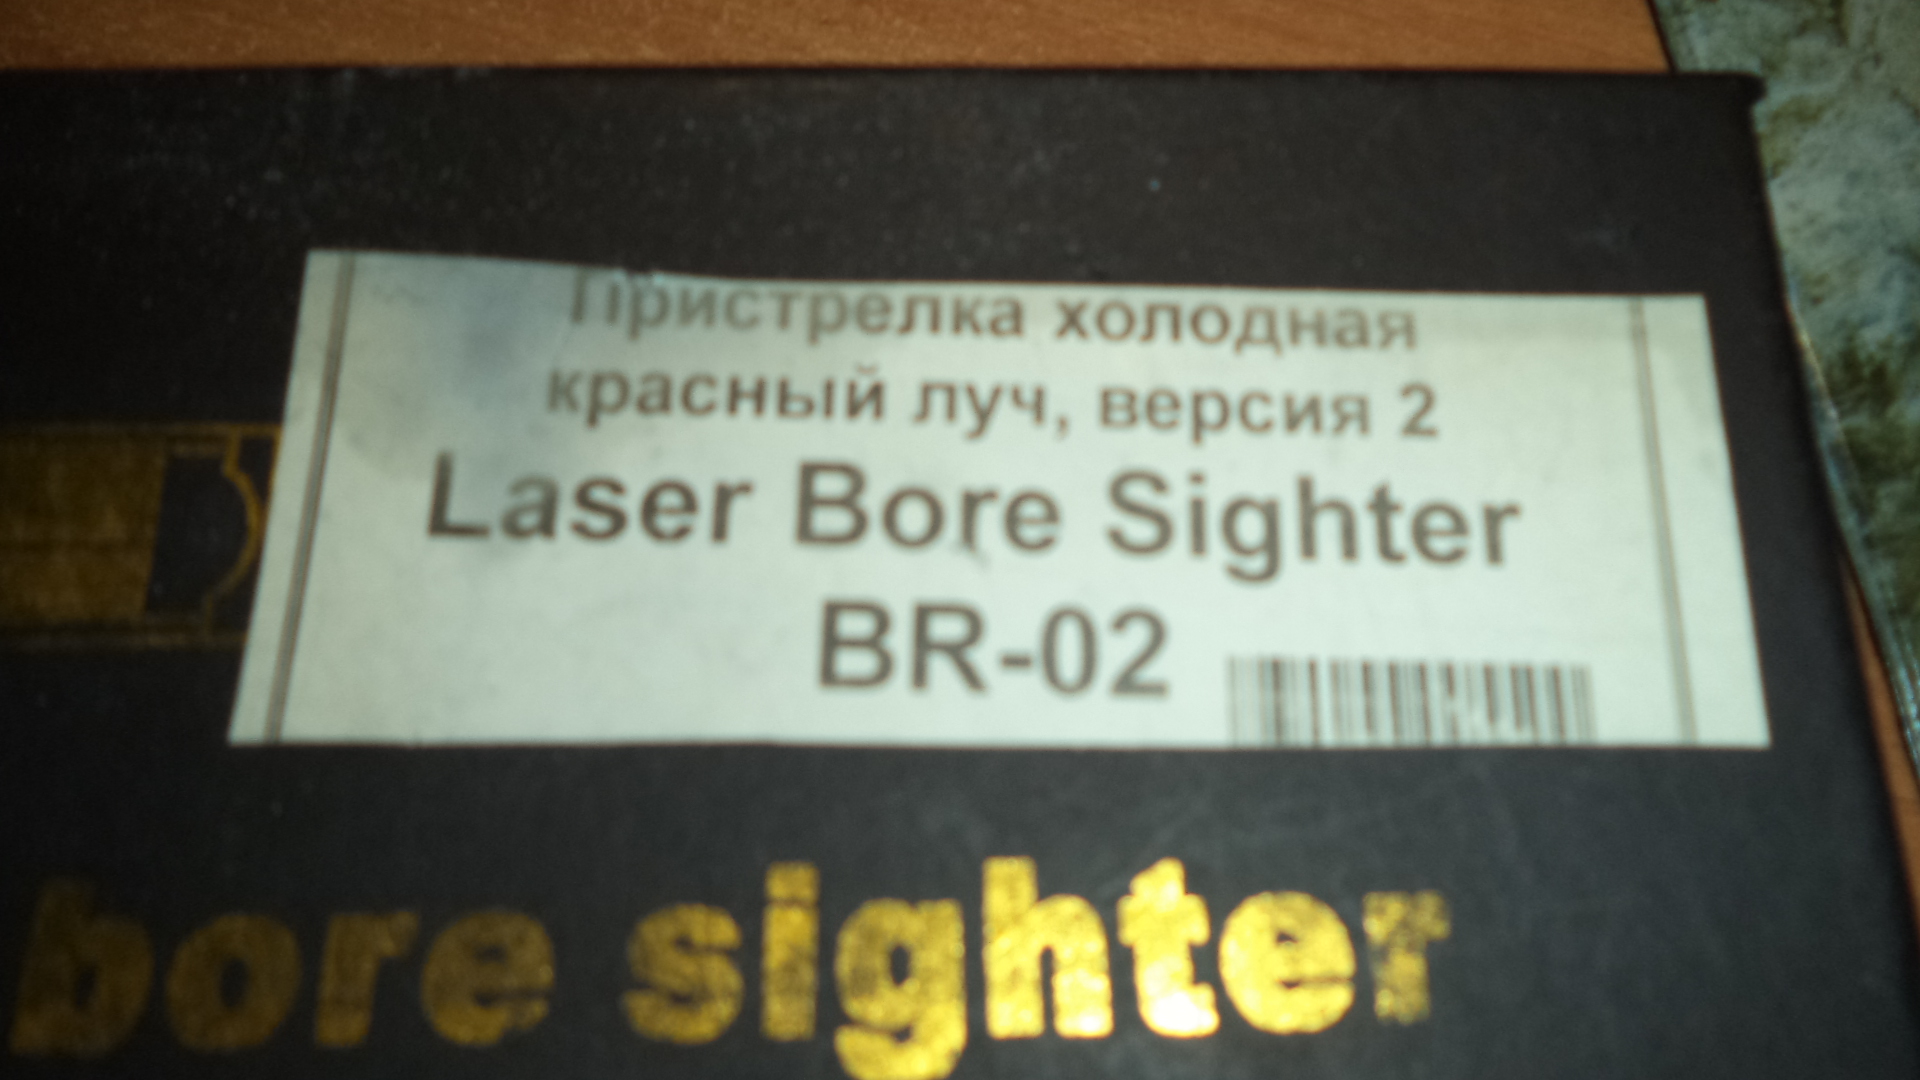 Пристрелка холодная
красный луч, версия 2
Laser Bore Sighter
BR-02
bore sighter